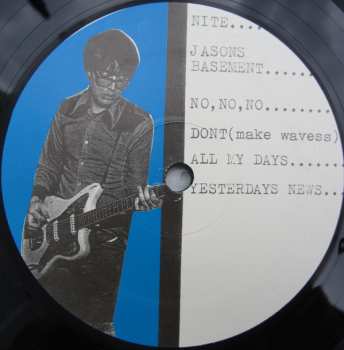 NITE....
JASONS
BASEMENT......
NO,NO,NO........
DONT(make wavess)
ALL MY DAYS......
YESTERDAYS NEWS...